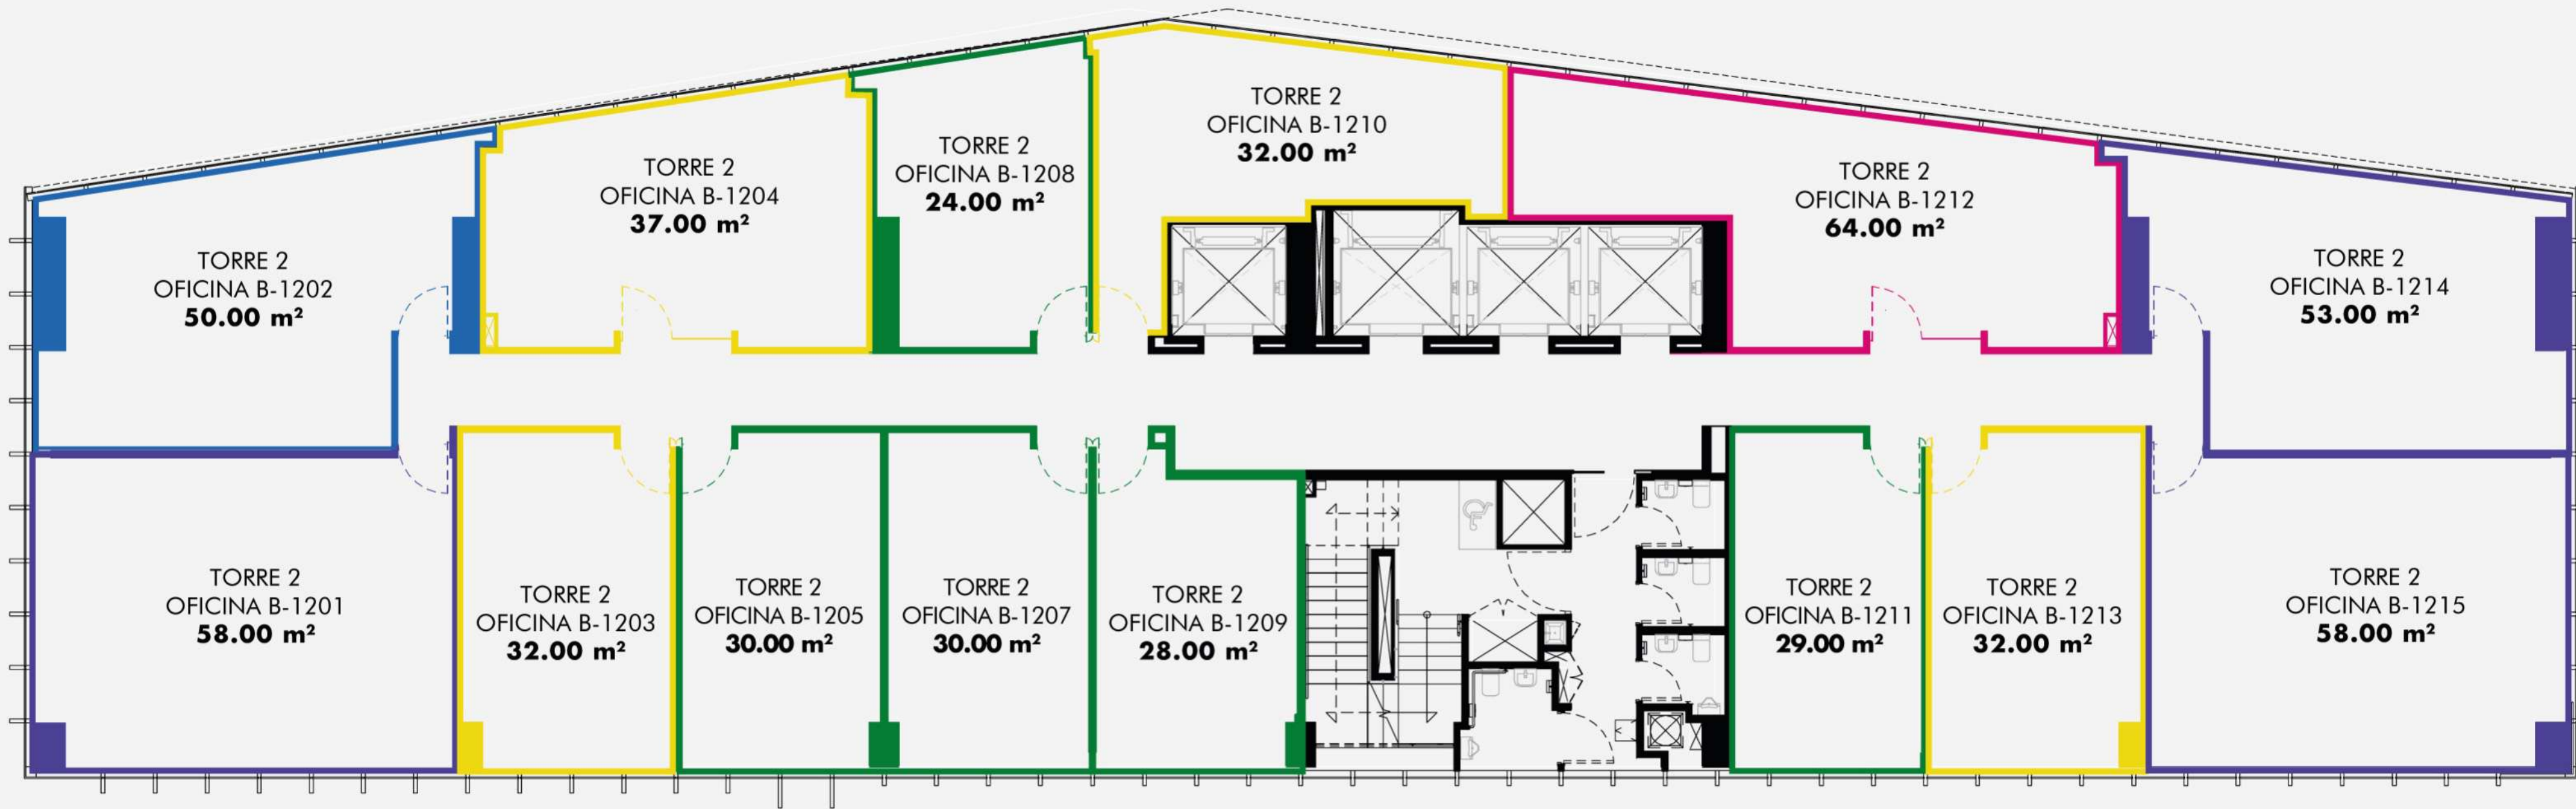 TORRE 2
OFICINA B-1202
50.00 m²
TORRE 2
OFICINA B-1204
37.00 m²
TORRE 2
OFICINA B-1208
24.00 m²
TORRE 2
OFICINA B-1210
32.00 m²
TORRE 2
OFICINA B-1212
64.00 m²
TORRE 2
OFICINA B-1214
53.00 m²
TORRE 2
OFICINA B-1201
58.00 m²
TORRE 2
OFICINA B-1203
32.00 m²
TORRE 2
OFICINA B-1205
30.00 m²
TORRE 2
OFICINA B-1207
30.00 m²
TORRE 2
OFICINA B-1209
28.00 m²
TORRE 2
OFICINA B-1211
29.00 m²
TORRE 2
OFICINA B-1213
32.00 m²
TORRE 2
OFICINA B-1215
58.00 m²